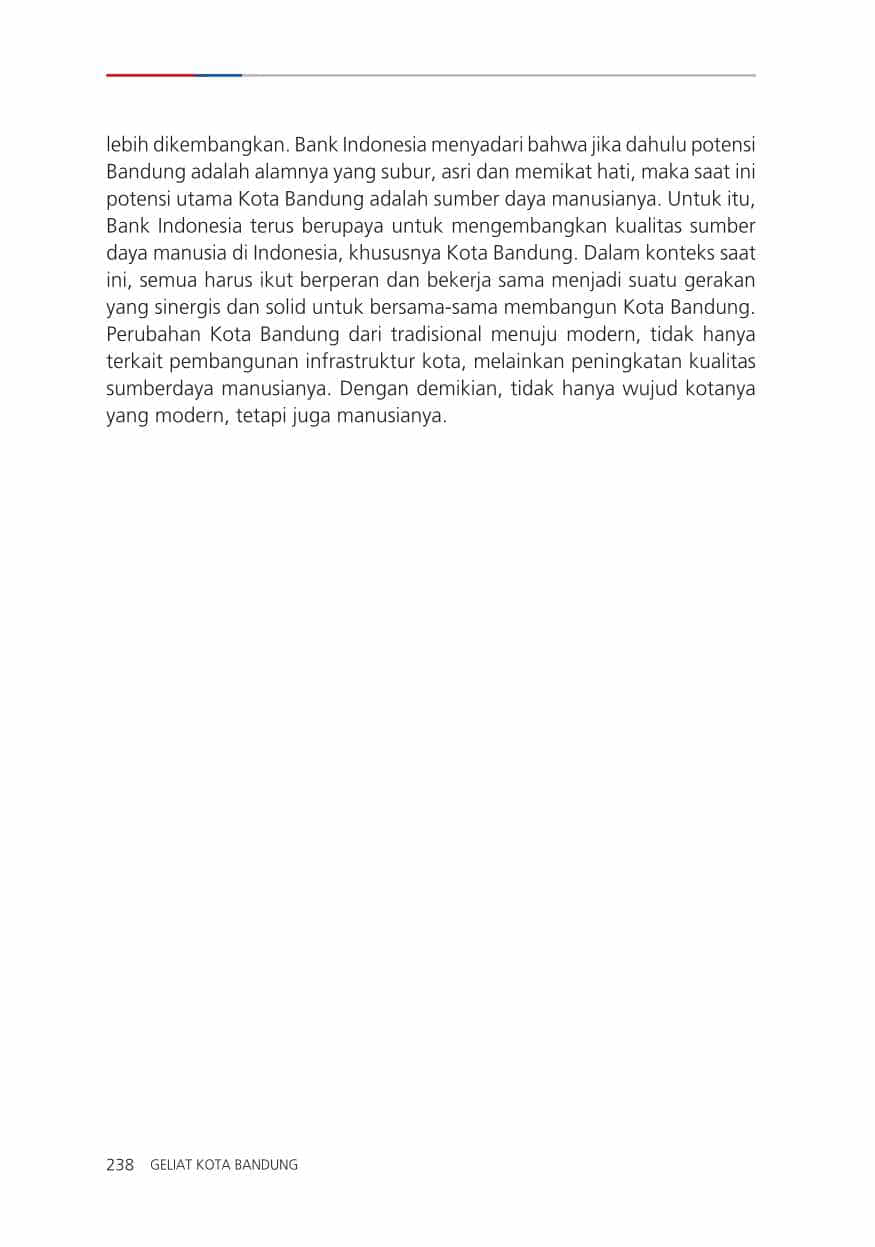 lebih dikembangkan. Bank Indonesia menyadari bahwa jika dahulu potensi
Bandung adalah alamnya yang subur, asri dan memikat hati, maka saat ini
potensi utama Kota Bandung adalah sumber daya manusianya. Untuk itu,
Bank Indonesia terus berupaya untuk mengembangkan kualitas sumber
daya manusia di Indonesia, khususnya Kota Bandung. Dalam konteks saat
ini, semua harus ikut berperan dan bekerja sama menjadi suatu gerakan
yang sinergis dan solid untuk bersama-sama membangun Kota Bandung.
Perubahan Kota Bandung dari tradisional menuju modern, tidak hanya
terkait pembangunan infrastruktur kota, melainkan peningkatan kualitas
sumberdaya manusianya. Dengan demikian, tidak hanya wujud kotanya
yang modern, tetapi juga manusianya.
238 GELIAT KOTA BANDUNG